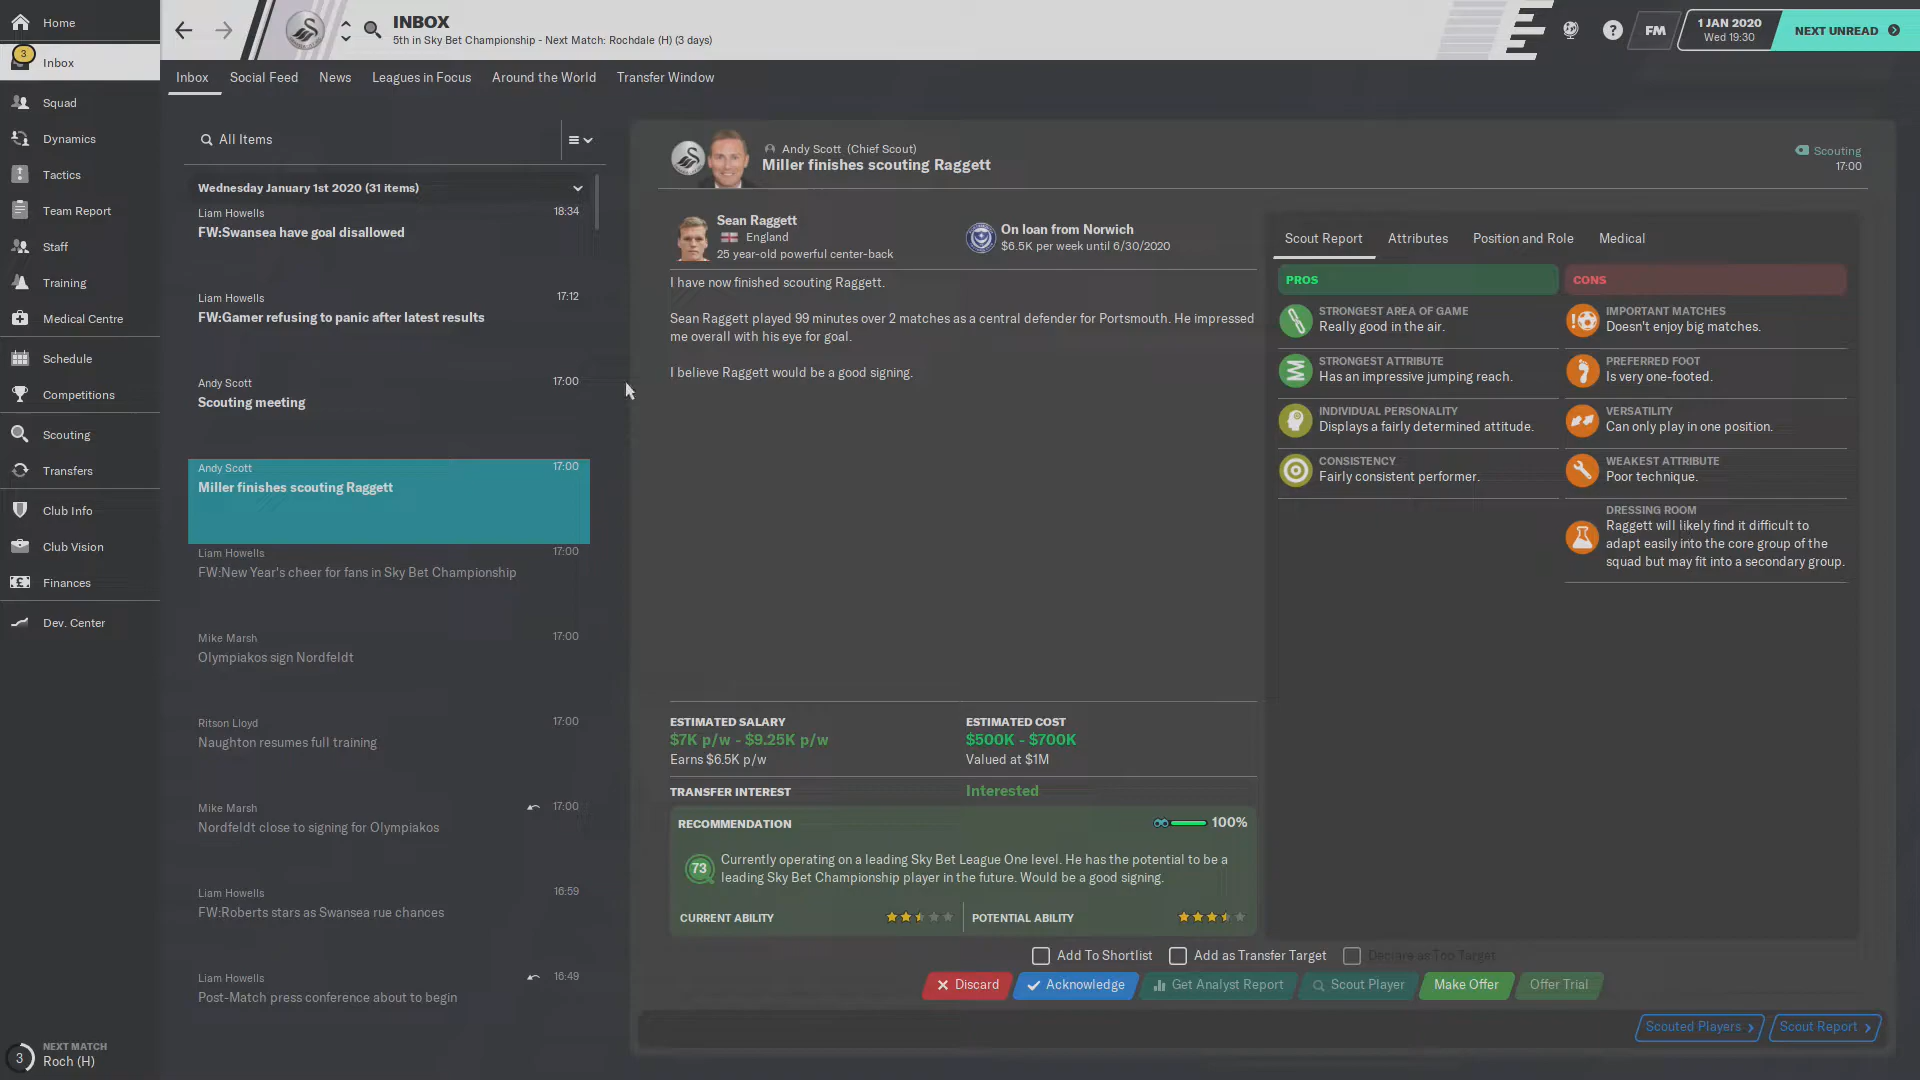 Home
3
Inbox
Squad
Dynamics
Tactics
Team Report
Staff
Training
Medical Centre
Schedule
Competitions
Scouting
Transfers
Club Info
Club Vision
Finances
Dev. Center
3
NEXT MATCH
Roch (H)
INBOX
5th in Sky Bet Championship - Next Match: Rochdale (H) (3 days)
?
FM
1 JAN 2020
Wed 19:30
NEXT UNREAD
Inbox Social Feed News Leagues in Focus Around the World Transfer Window
All Items
Wednesday January 1st 2020 (31 items)
Liam Howells 18:34
FW:Swansea have goal disallowed
Liam Howells 17:12
FW:Gamer refusing to panic after latest results
Andy Scott 17:00
Scouting meeting
Andy Scott 17:00
Miller finishes scouting Raggett
Liam Howells 17:00
FW:New Year's cheer for fans in Sky Bet Championship
Mike Marsh 17:00
Olympiakos sign Nordfeldt
Ritson Lloyd 17:00
Naughton resumes full training
Mike Marsh 17:00
Nordfeldt close to signing for Olympiakos
Liam Howells 16:59
FW:Roberts stars as Swansea rue chances
Liam Howells 16:49
Post-Match press conference about to begin
Andy Scott (Chief Scout)
Miller finishes scouting Raggett
Scouting
17:00
Sean Raggett
England
25 year-old powerful center-back
On loan from Norwich
$6.5K per week until 6/30/2020
I have now finished scouting Raggett.
Sean Raggett played 99 minutes over 2 matches as a central defender for Portsmouth. He impressed
me overall with his eye for goal.
I believe Raggett would be a good signing.
ESTIMATED SALARY
$7K p/w - $9.25K p/w
Earns $6.5K p/w
ESTIMATED COST
$500K - $700K
Valued at $1M
TRANSFER INTEREST Interested
RECOMMENDATION 100%
73
Currently operating on a leading Sky Bet League One level. He has the potential to be a
leading Sky Bet Championship player in the future. Would be a good signing.
CURRENT ABILITY
POTENTIAL ABILITY
Scout Report Attributes Position and Role Medical
PROS
STRONGEST AREA OF GAME
Really good in the air.
STRONGEST ATTRIBUTE
Has an impressive jumping reach.
INDIVIDUAL PERSONALITY
Displays a fairly determined attitude.
CONSISTENCY
Fairly consistent performer.
CONS
IMPORTANT MATCHES
Doesn't enjoy big matches.
PREFERRED FOOT
Is very one-footed.
VERSATILITY
Can only play in one position.
WEAKEST ATTRIBUTE
Poor technique.
DRESSING ROOM
Raggett will likely find it difficult to
adapt easily into the core group of the
squad but may fit into a secondary group.
Add To Shortlist Add as Transfer Target Declare as Top Target
Discard Acknowledge Get Analyst Report Scout Player Make Offer Offer Trial
Scouted Players Scout Report